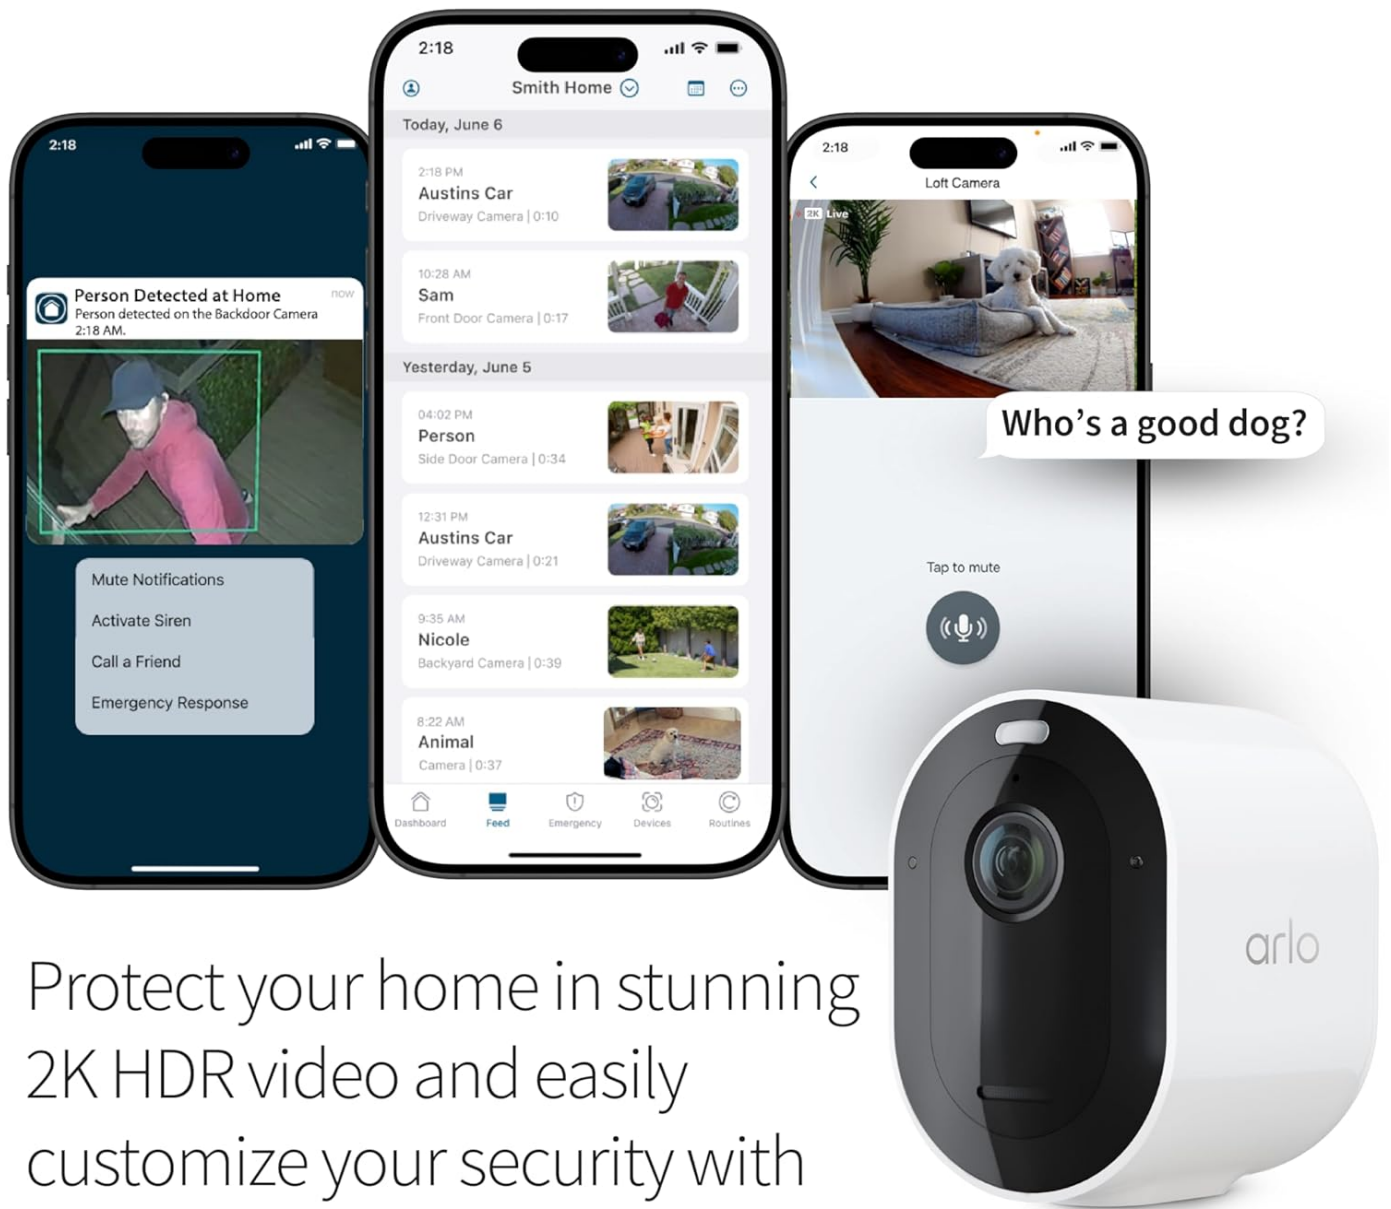 2:18
Person Detected at Home
now
Person detected on the Backdoor Camera
2:18 AM.
Mute Notifications
Activate Siren
Call a Friend
Emergency Response
2:18
Smith Home
Today, June 6
2:18 PM
Austins Car
Driveway Camera | 0:10
10:28 AM
Sam
Front Door Camera | 0:17
Yesterday, June 5
04:02 PM
Person
Side Door Camera | 0:34
12:31 PM
Austins Car
Driveway Camera | 0:21
9:35 AM
Nicole
Backyard Camera | 0:39
8:22 AM
Animal
Camera | 0:37
Dashboard Feed Emergency Devices Routines
2:18
Loft Camera
2K Live
Who's a good dog?
Tap to mute
arlo
Protect your home in stunning
2K HDR video and easily
customize your security with